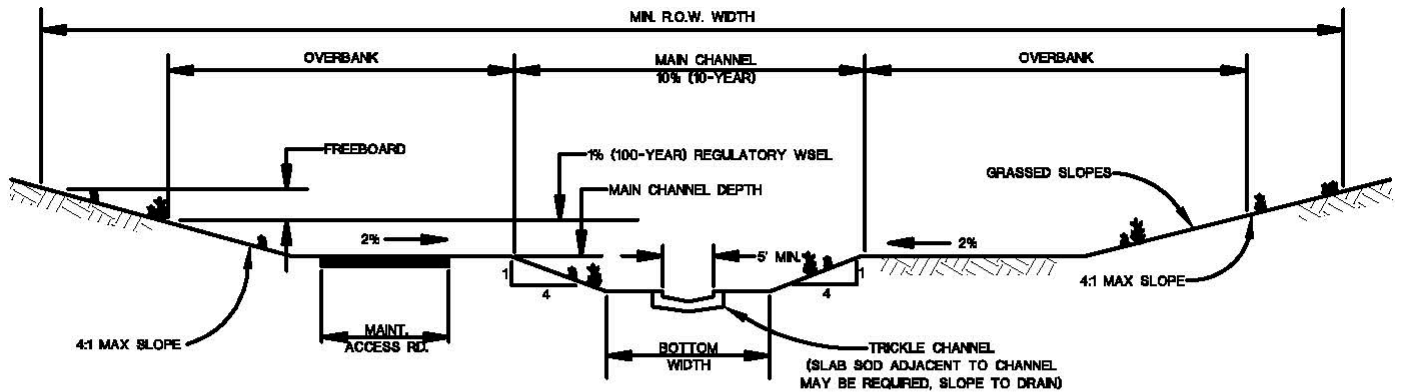 MIN. R.O.W. WIDTH
OVERBANK
MAIN CHANNEL
10% (10-YEAR)
OVERBANK
FREEBOARD
1% (100-YEAR) REGULATORY WSEL
MAIN CHANNEL DEPTH
GRASSED SLOPES
2%
5' MIN.
2%
1
4
4
1
4:1 MAX SLOPE
4:1 MAX SLOPE
MAINT.
ACCESS RD.
BOTTOM
WIDTH
TRICKLE CHANNEL
(SLAB SOD ADJACENT TO CHANNEL
MAY BE REQUIRED, SLOPE TO DRAIN)